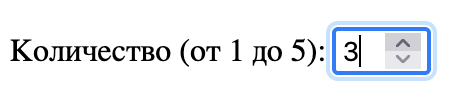 Количество (от 1 до 5): 3